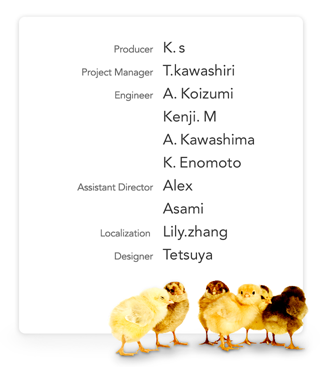 Producer K. s
Project Manager T.kawashiri
Engineer A. Koizumi
Kenji. M
A. Kawashima
K. Enomoto
Assistant Director Alex
Asami
Localization Lily.zhang
Designer Tetsuya